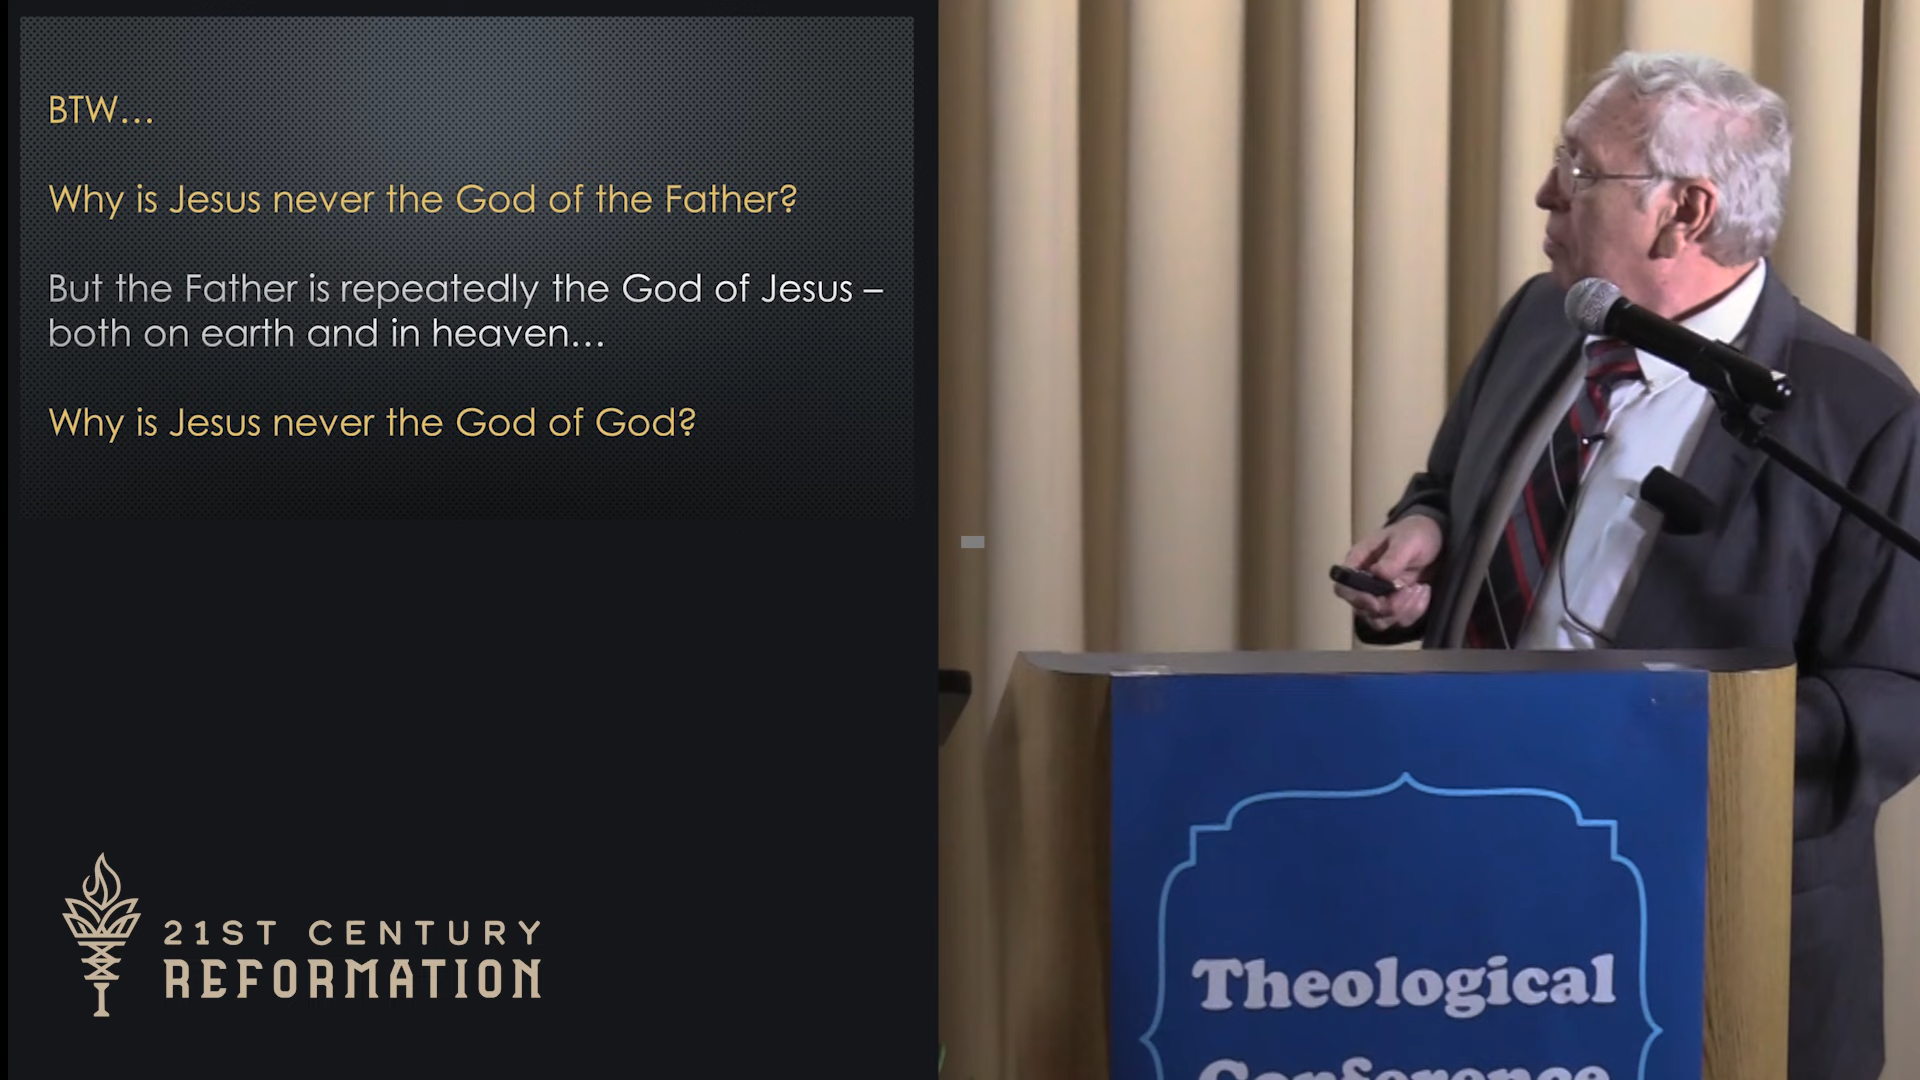 BTW…
Why is Jesus never the God of the Father?
But the Father is repeatedly the God of Jesus –
both on earth and in heaven…
Why is Jesus never the God of God?
21ST CENTURY
REFORMATION
Theological
Conference